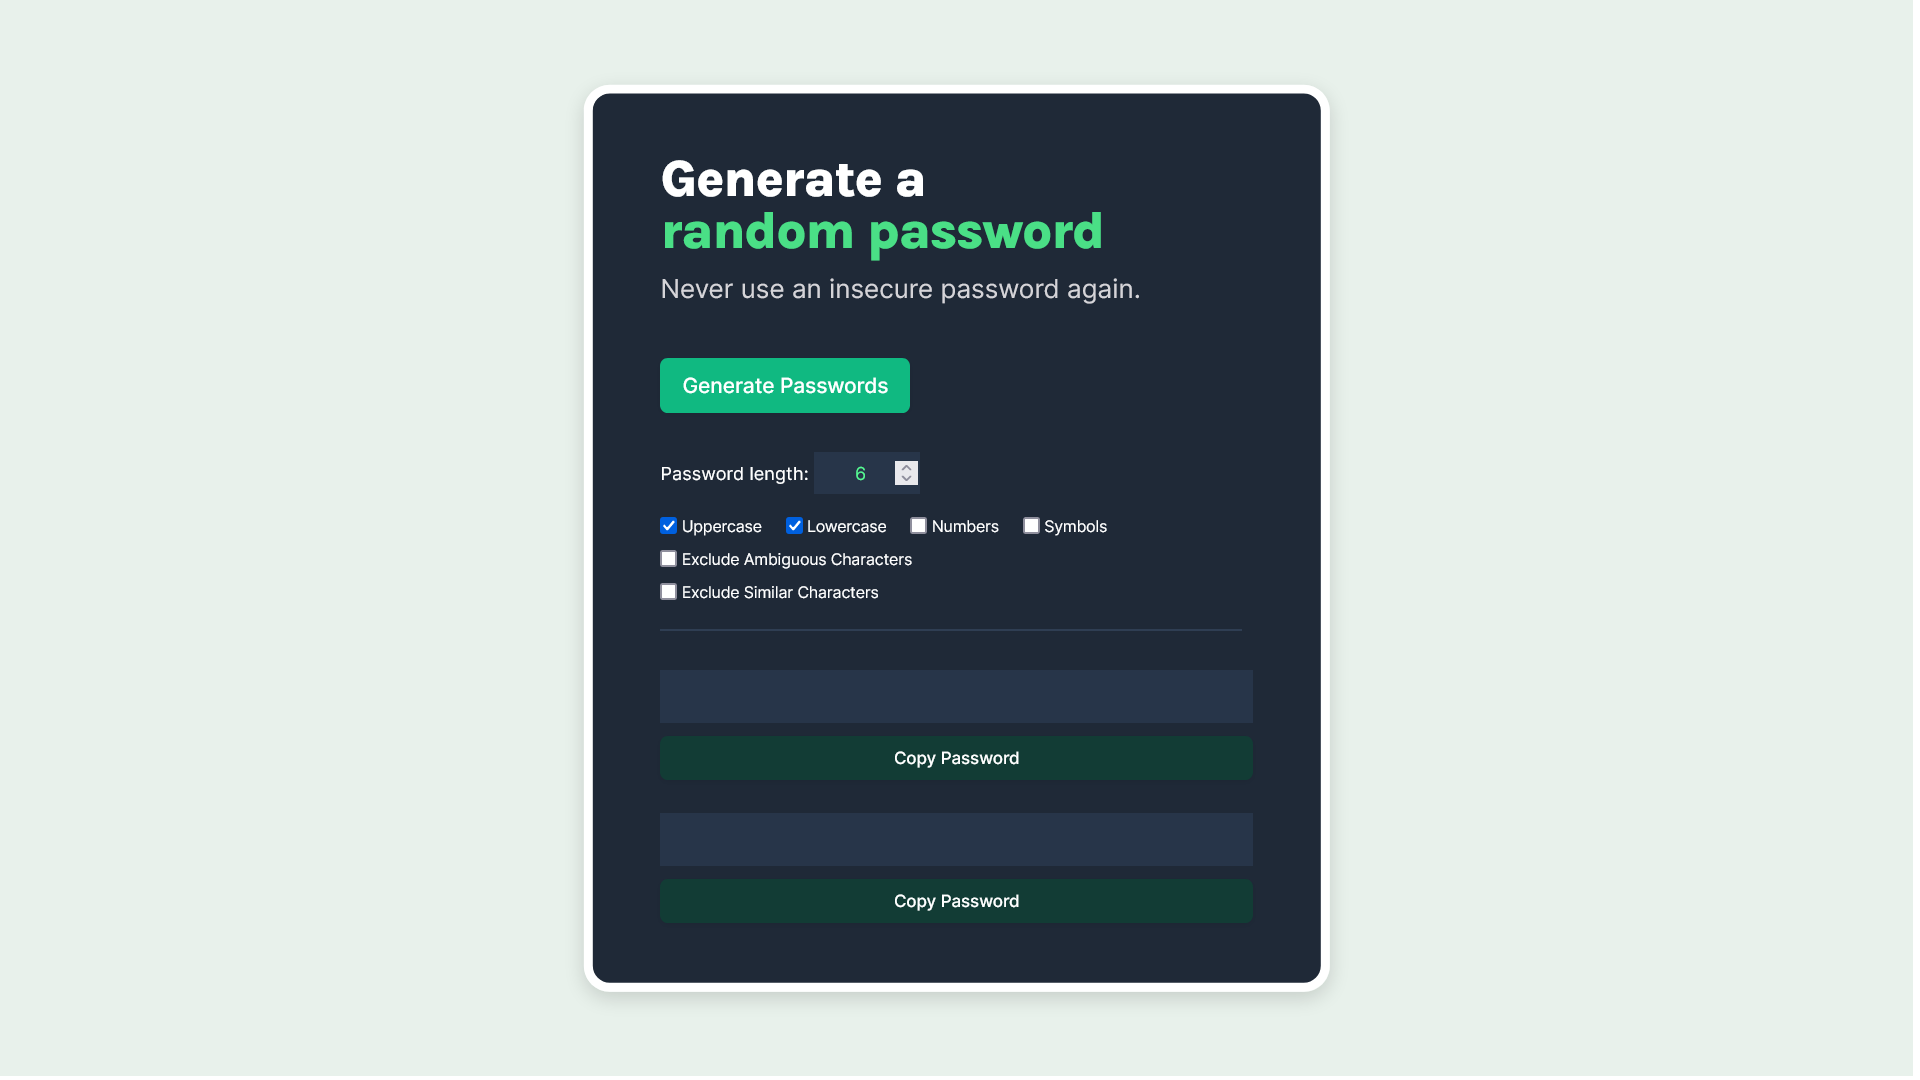 Generate a
random password
Never use an insecure password again.
Generate Passwords
Password length: 6
Uppercase Lowercase Numbers Symbols
Exclude Ambiguous Characters
Exclude Similar Characters
Copy Password
Copy Password